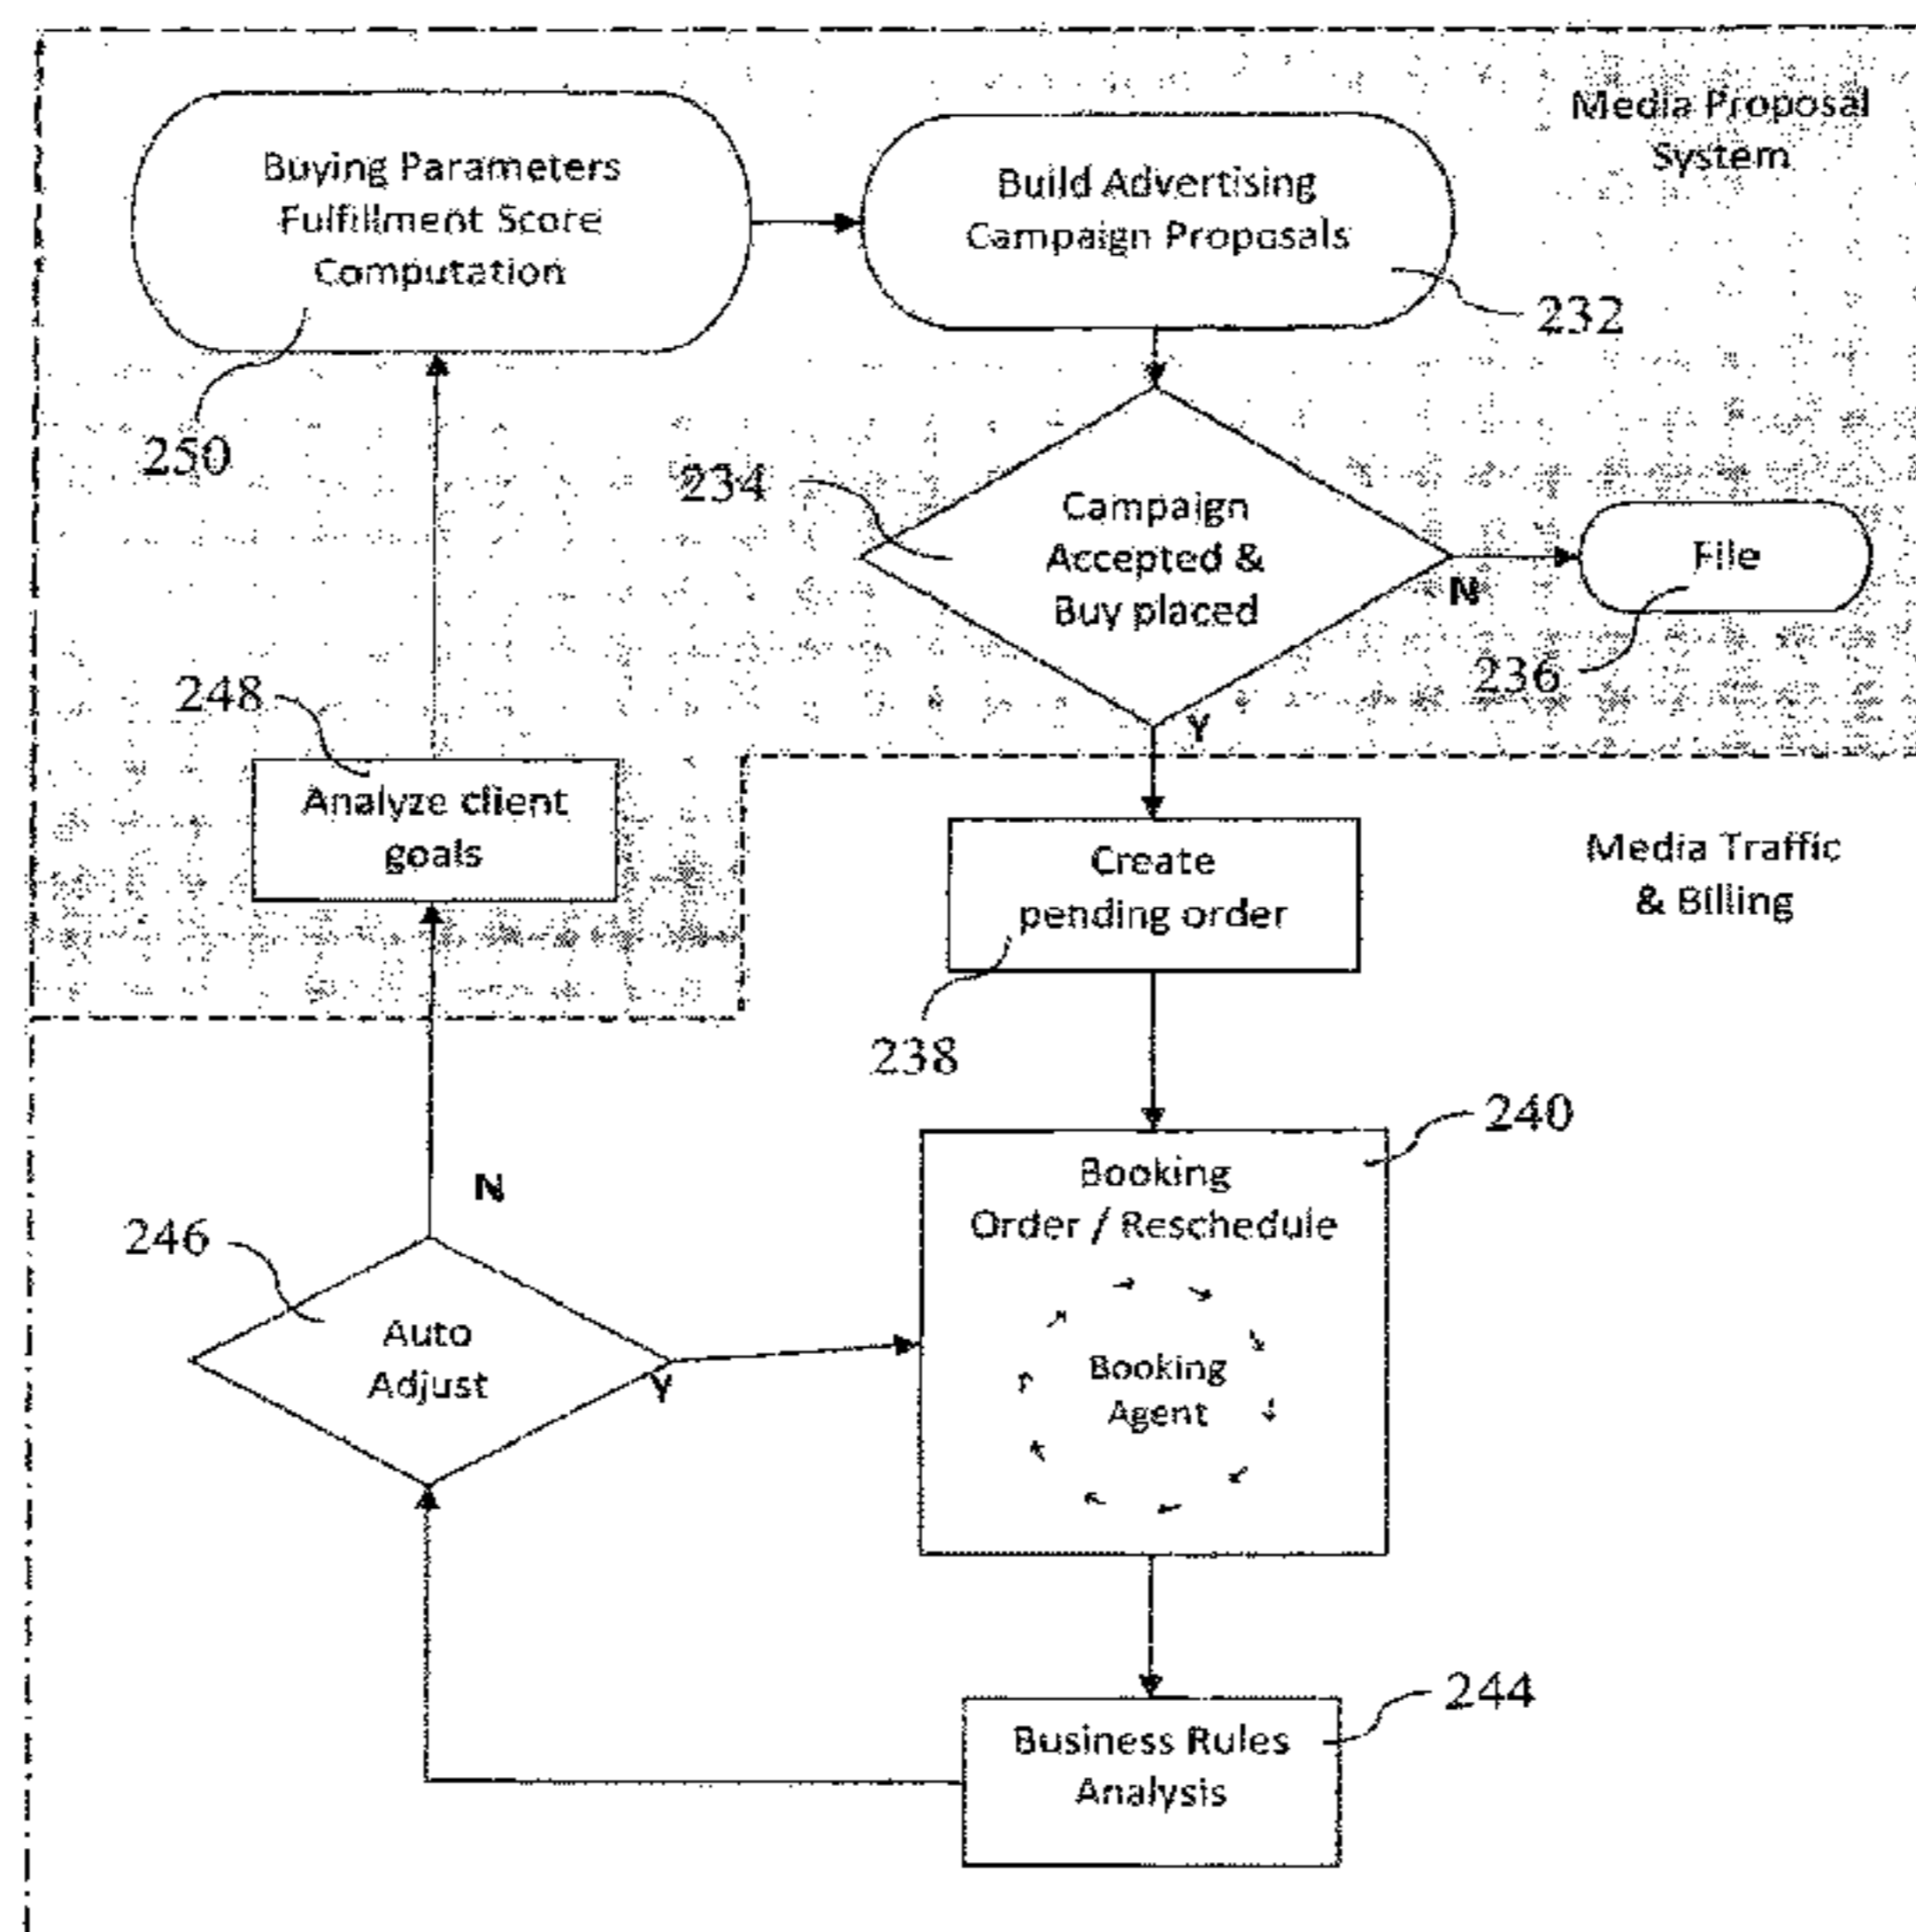 Media Proposal
System
Buying Parameters
Fulfillment Score
Computation
250
Build Advertising
Campaign Proposals
232
234
Campaign
Accepted &
Buy placed
N
Y
File
236
248
Analyze client
goals
Media Traffic
& Billing
Create
pending order
238
240
Booking
Order / Reschedule
Booking
Agent
246
N
Auto
Adjust
Y
244
Business Rules
Analysis